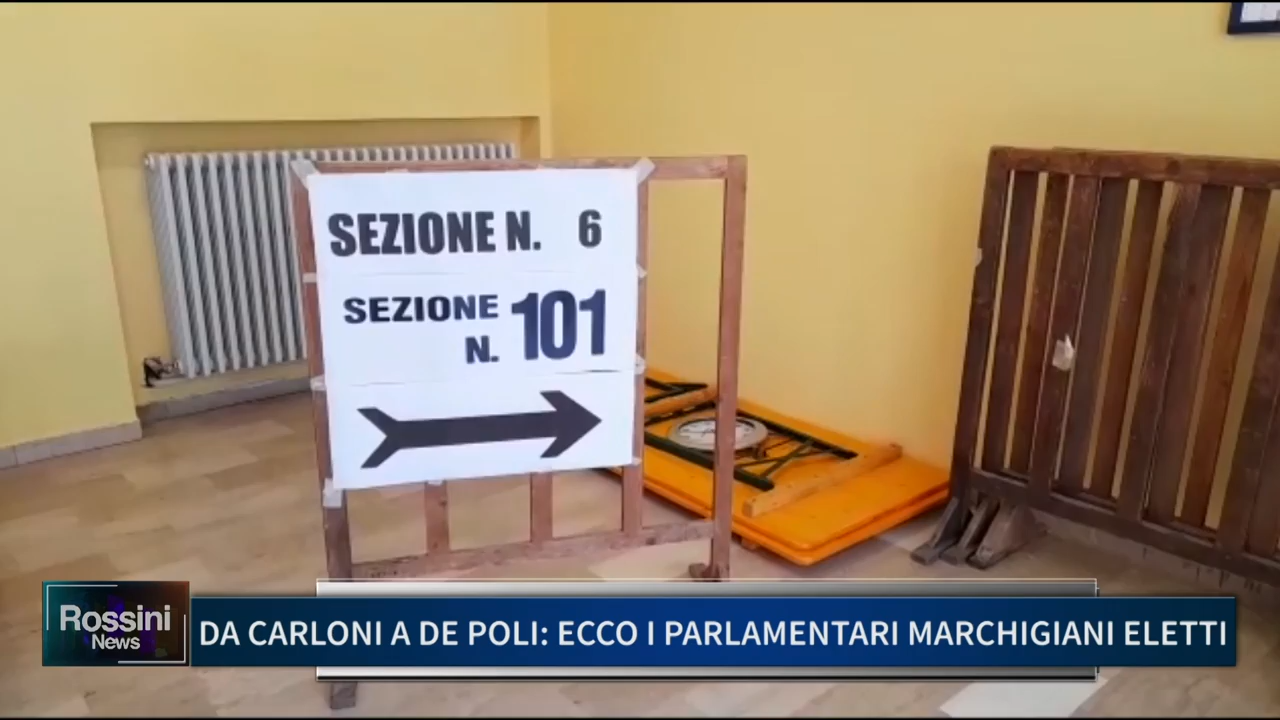 SEZIONE N. 6
SEZIONE
N. 101
Rossini
News
DA CARLONI A DE POLI: ECCO I PARLAMENTARI MARCHIGIANI ELETTI